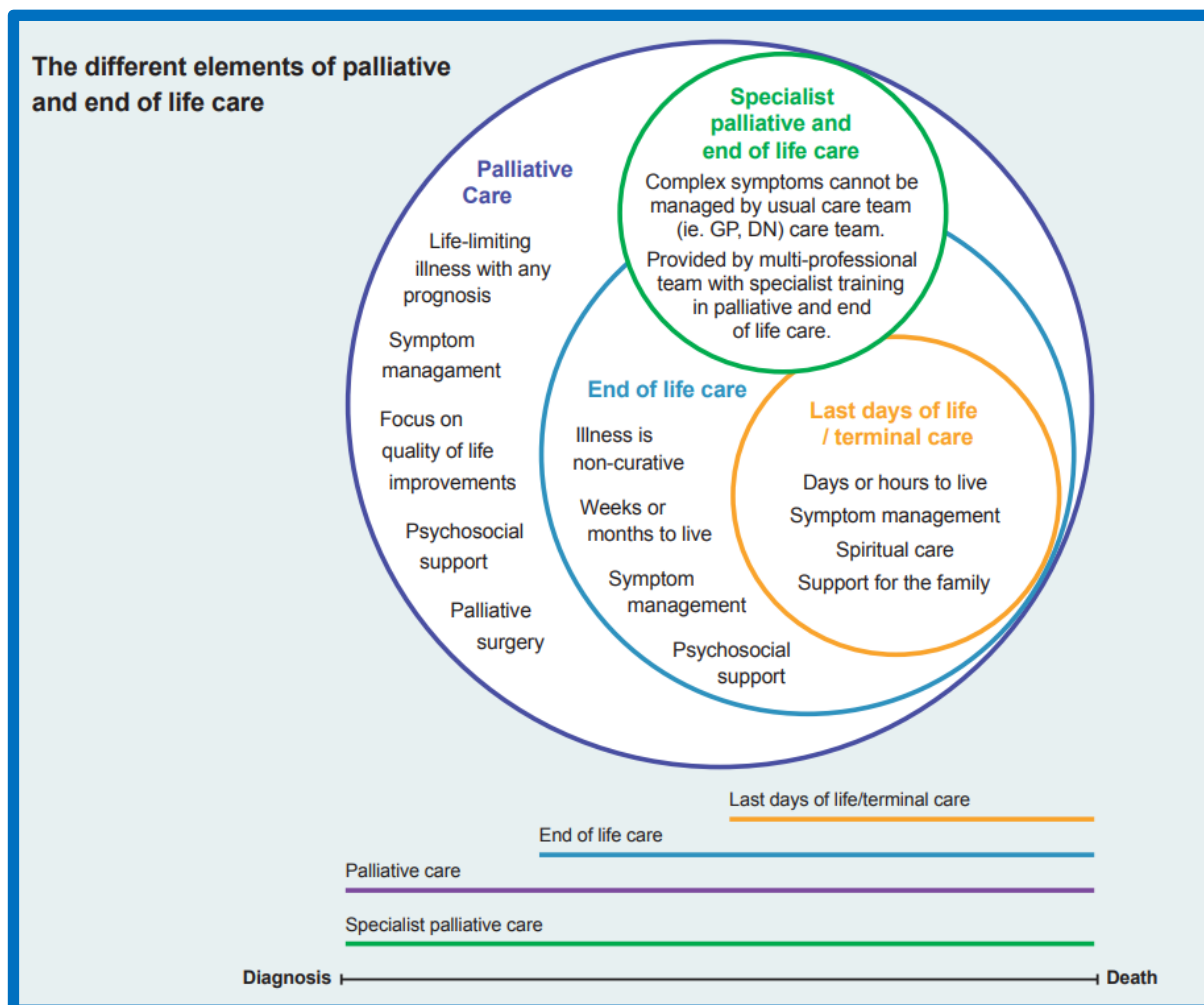 The different elements of palliative
and end of life care
Specialist
palliative and
end of life care
Complex symptoms cannot be
managed by usual care team
(ie. GP, DN) care team.
Provided by multi-professional
team with specialist training
in palliative and end
of life care.
Palliative
Care
Life-limiting
illness with any
prognosis
Symptom
managament
Focus on
quality of life
improvements
Psychosocial
support
Palliative
surgery
End of life care
Illness is
non-curative
Weeks or
months to live
Symptom
management
Psychosocial
support
Last days of life
/ terminal care
Days or hours to live
Symptom management
Spiritual care
Support for the family
Last days of life/terminal care
End of life care
Palliative care
Specialist palliative care
Diagnosis
Death